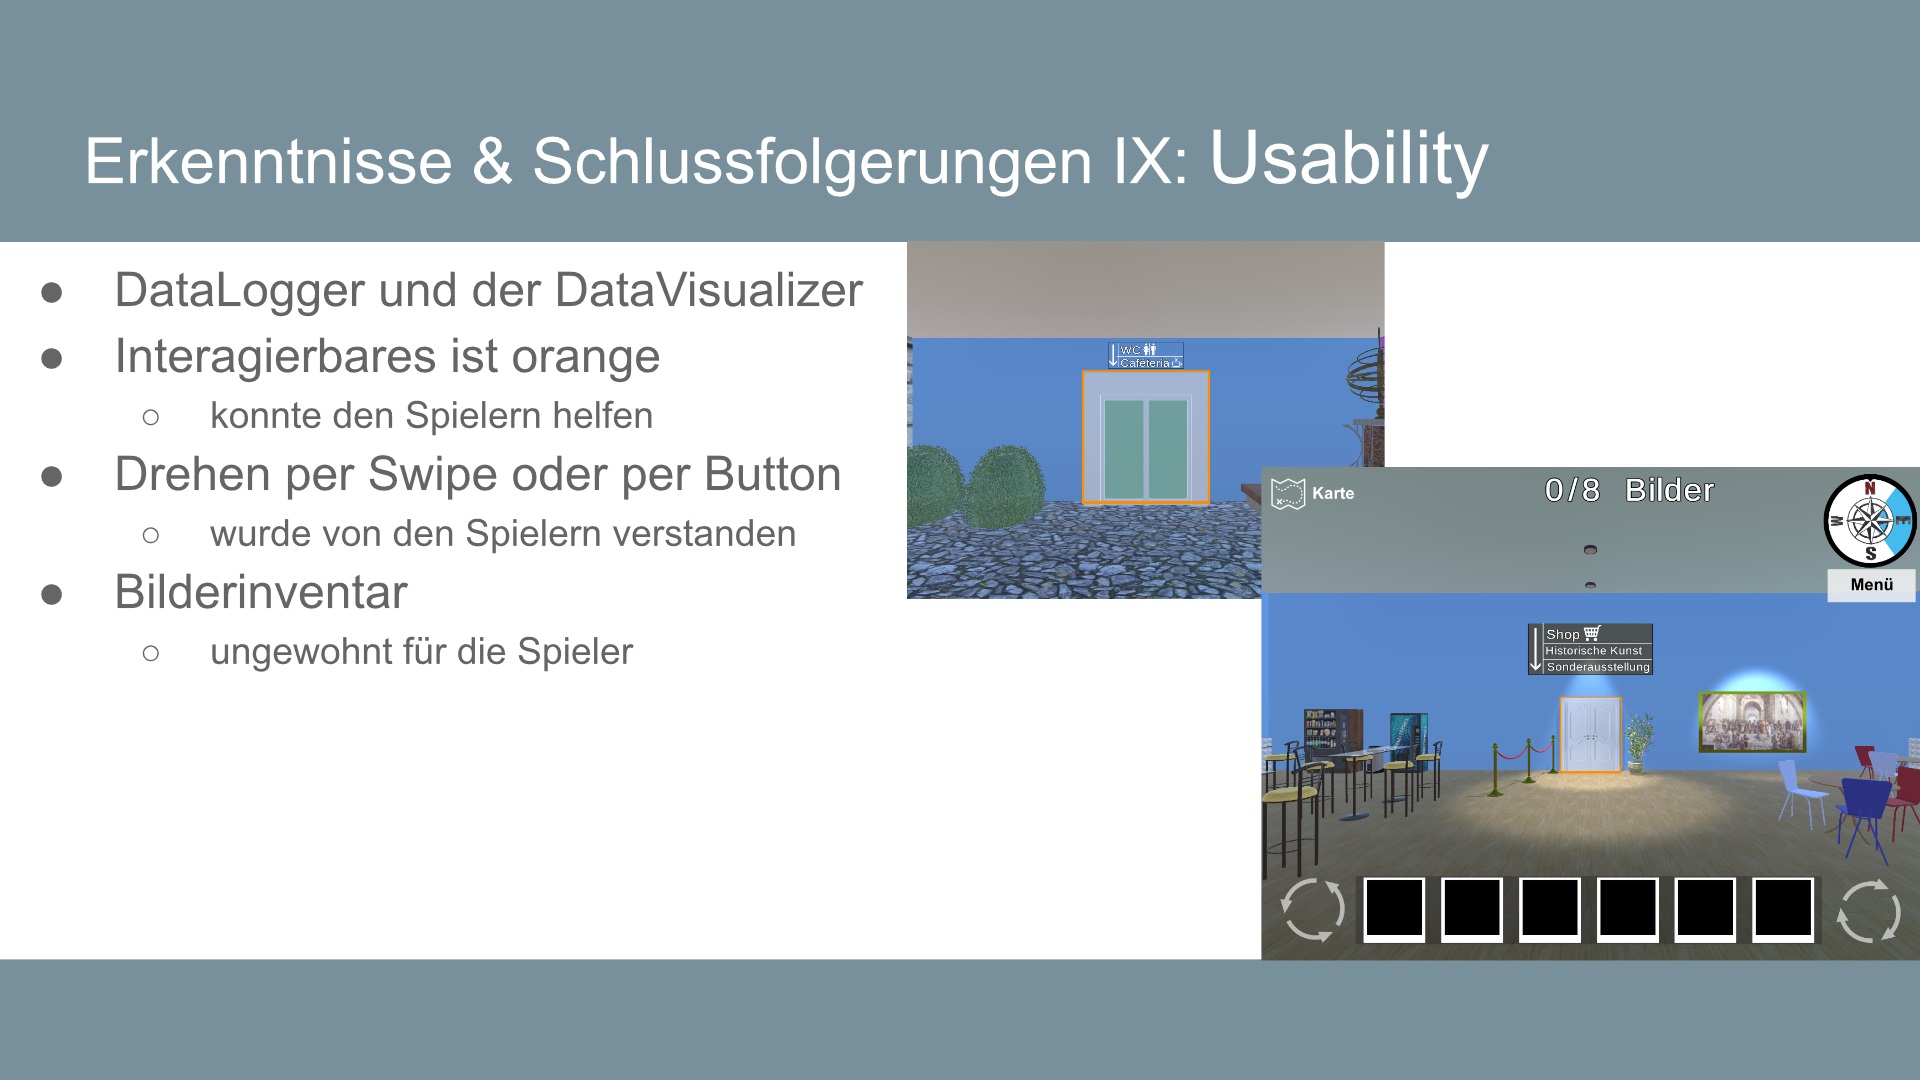 Erkenntnisse & Schlussfolgerungen IX: Usability
● DataLogger und der DataVisualizer
● Interagierbares ist orange
○ konnte den Spielern helfen
● Drehen per Swipe oder per Button
○ wurde von den Spielern verstanden
● Bilderinventar
○ ungewohnt für die Spieler
WC
Cafeteria
Karte
0/8 Bilder
N
W E
S
Menü
Shop
Historische Kunst
Sonderausstellung